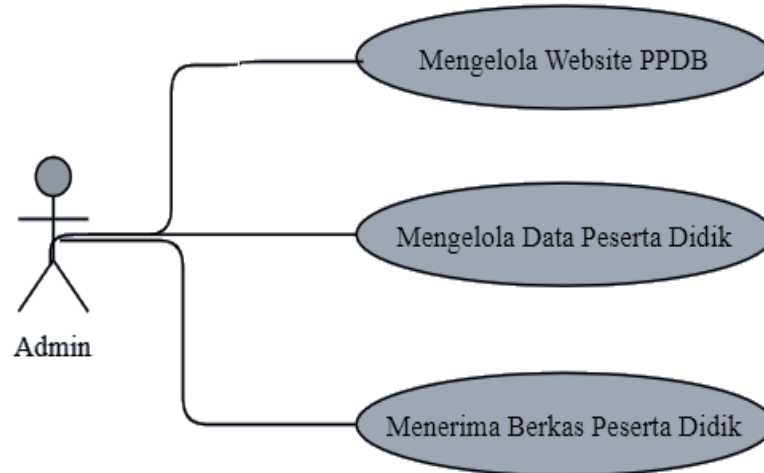 Mengelola Website PPDB
Mengelola Data Peserta Didik
Admin
Menerima Berkas Peserta Didik